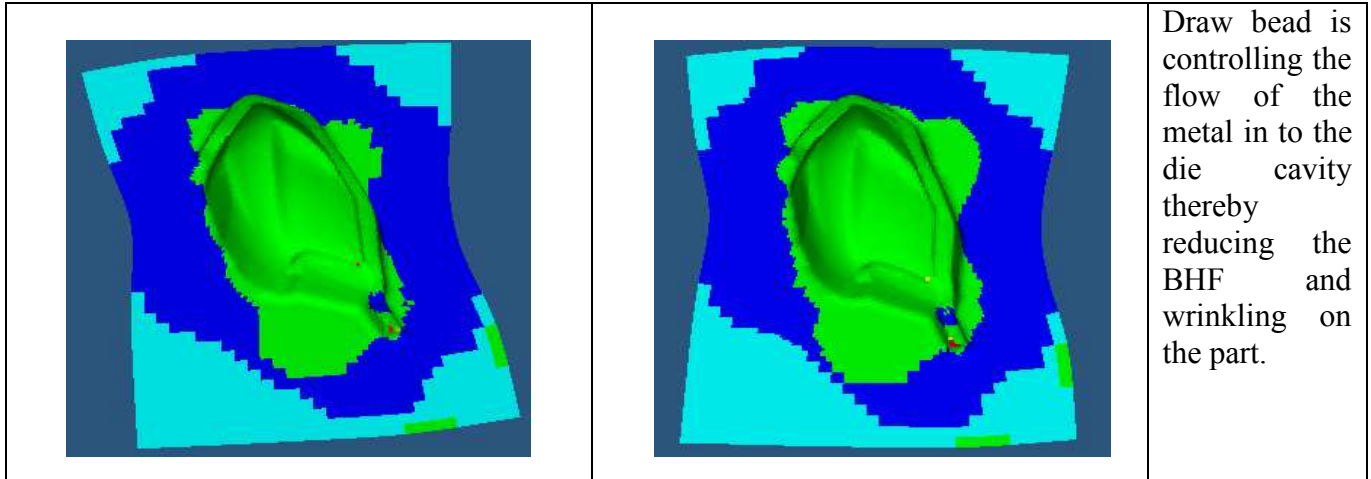 Draw bead is
controlling the
flow of the
metal in to the
die cavity
thereby
reducing the
BHF and
wrinkling on
the part.